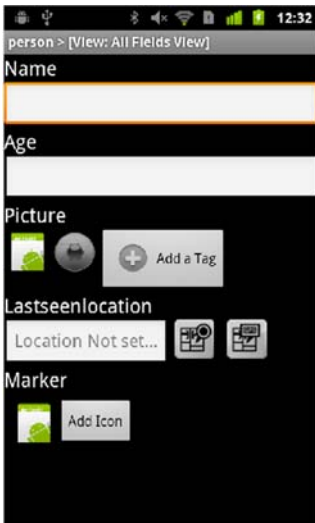 12:32
person > [View: All Fields View]
Name
Age
Picture
Add a Tag
Lastseenlocation
Location Not set...
Marker
Add Icon